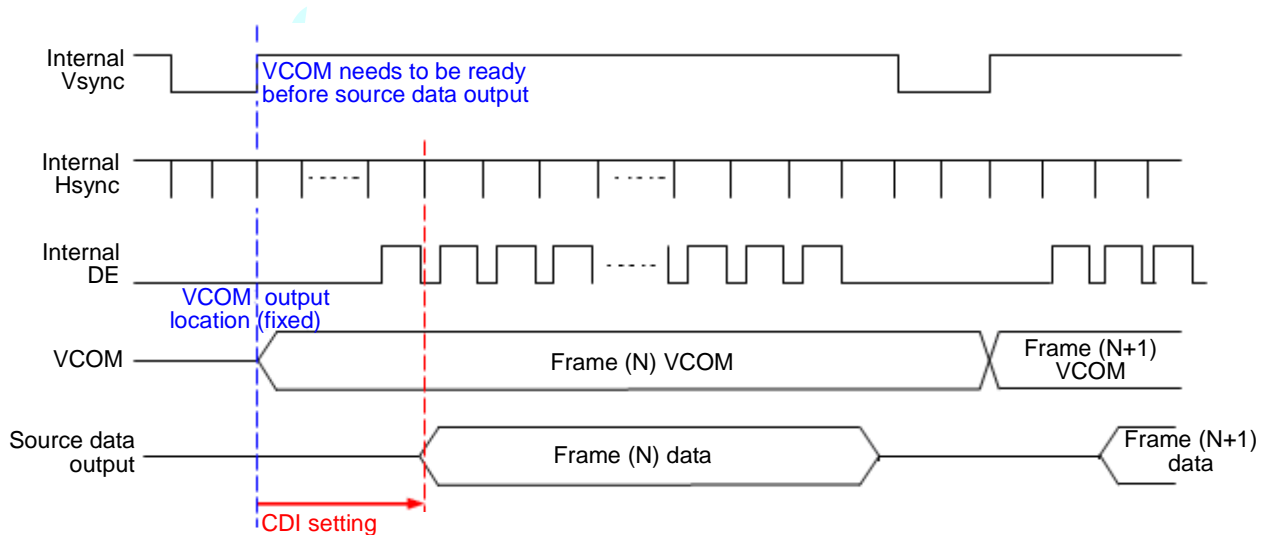 Internal
Vsync
VCOM needs to be ready
before source data output
Internal
Hsync
Internal
DE
VCOM output
location (fixed)
VCOM
Frame (N) VCOM
Frame (N+1)
VCOM
Source data
output
Frame (N) data
Frame (N+1)
data
CDI setting